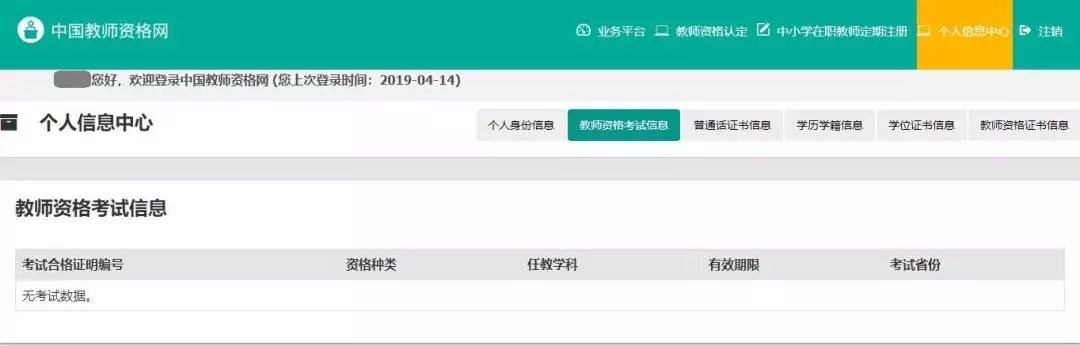 中国教师资格网
业务平台 教师资格认定 中小学在职教师定期注册 个人信息中心 注销
您好，欢迎登录中国教师资格网 (您上次登录时间：2019-04-14)
个人信息中心
个人身份信息 教师资格考试信息 普通话证书信息 学历学籍信息 学位证书信息 教师资格证书信息
教师资格考试信息
考试合格证明编号 资格种类 任教学科 有效期限 考试省份
无考试数据。